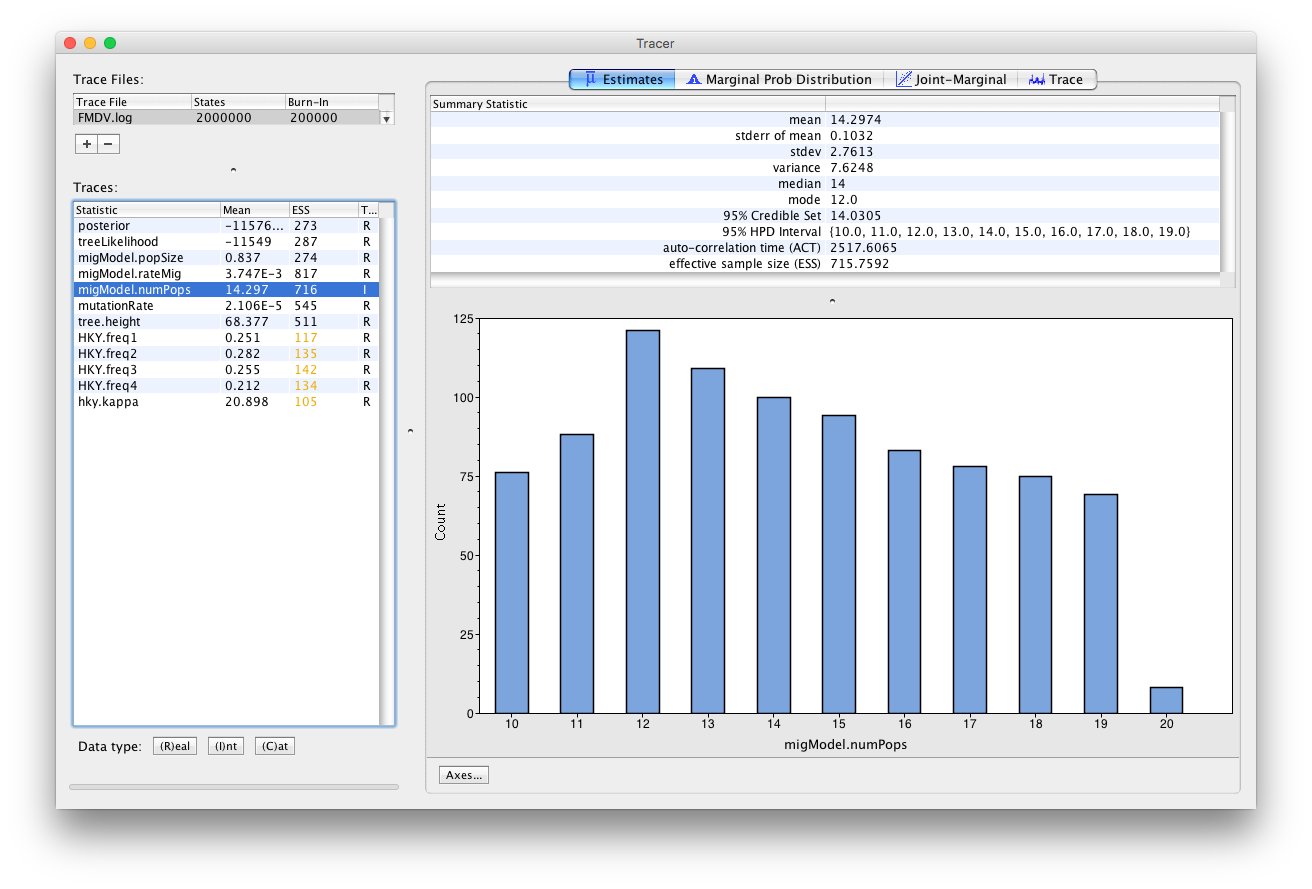 Tracer
Trace Files:
Trace File States Burn-In
FMDV.log 2000000 200000
+ −
Traces:
Statistic Mean ESS T...
posterior -11576... 273 R
treeLikelihood -11549 287 R
migModel.popSize 0.837 274 R
migModel.rateMig 3.747E-3 817 R
migModel.numPops 14.297 716 I
mutationRate 2.106E-5 545 R
tree.height 68.377 511 R
HKY.freq1 0.251 117 R
HKY.freq2 0.282 135 R
HKY.freq3 0.255 142 R
HKY.freq4 0.212 134 R
hky.kappa 20.898 105 R
Data type: (R)eal (I)nt (C)at
Estimates Marginal Prob Distribution Joint-Marginal Trace
Summary Statistic
mean 14.2974
stderr of mean 0.1032
stdev 2.7613
variance 7.6248
median 14
mode 12.0
95% Credible Set 14.0305
95% HPD Interval {10.0, 11.0, 12.0, 13.0, 14.0, 15.0, 16.0, 17.0, 18.0, 19.0}
auto-correlation time (ACT) 2517.6065
effective sample size (ESS) 715.7592
125
100
75
50
25
0
Count
10 11 12 13 14 15 16 17 18 19 20
migModel.numPops
Axes...